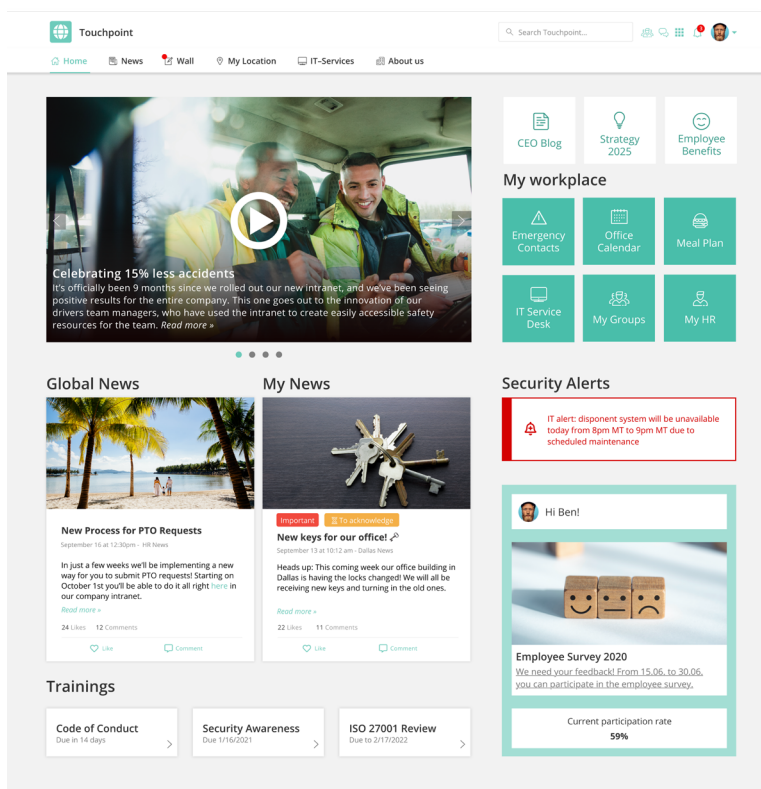 Touchpoint
Search Touchpoint...
3
Home
News
Wall
My Location
IT–Services
About us
Celebrating 15% less accidents
It's officially been 9 months since we rolled out our new intranet, and we've been seeing
positive results for the entire company. This one goes out to the innovation of our
drivers team managers, who have used the intranet to create easily accessible safety
resources for the team. Read more »
CEO Blog
Strategy
2025
Employee
Benefits
My workplace
Emergency
Contacts
Office
Calendar
Meal Plan
IT Service
Desk
My Groups
My HR
Global News
New Process for PTO Requests
September 16 at 12:30pm - HR News
In just a few weeks we'll be implementing a new
way for you to submit PTO requests! Starting on
October 1st you'll be able to do it all right here in
our company intranet.
Read more »
24 Likes 12 Comments
Like
Comment
My News
Important
To acknowledge
New keys for our office!
September 13 at 10:12 am - Dallas News
Heads up: This coming week our office building in
Dallas is having the locks changed! We will all be
receiving new keys and turning in the old ones.
Read more »
22 Likes 11 Comments
Like
Comment
Security Alerts
IT alert: disponent system will be unavailable
today from 8pm MT to 9pm MT due to
scheduled maintenance
Hi Ben!
Employee Survey 2020
We need your feedback! From 15.06. to 30.06.
you can participate in the employee survey.
Current participation rate
59%
Trainings
Code of Conduct
Due in 14 days
Security Awareness
Due 1/16/2021
ISO 27001 Review
Due to 2/17/2022